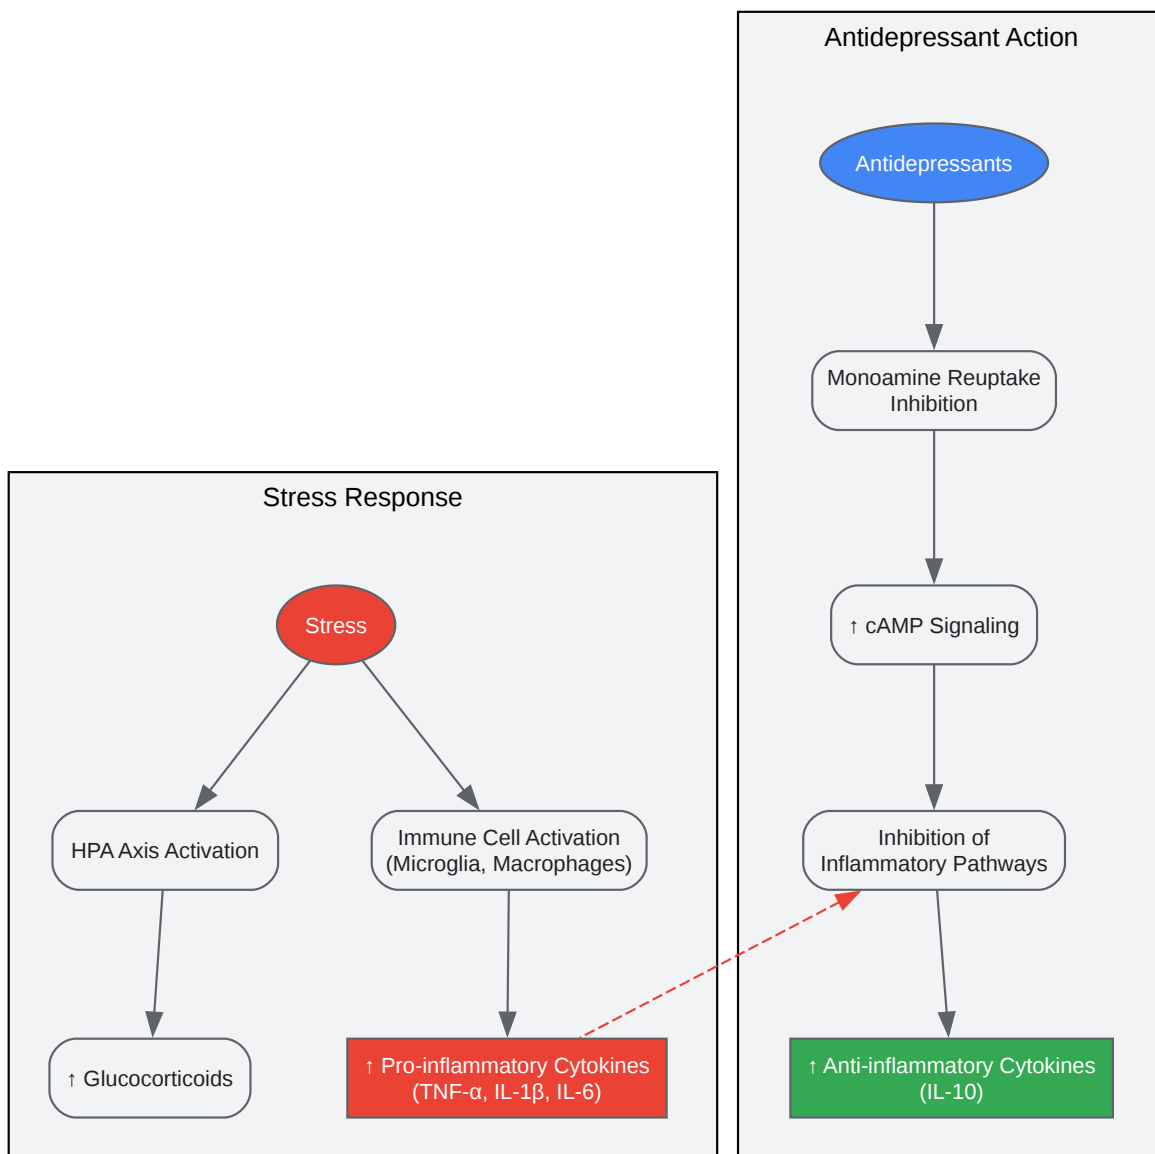 Antidepressant Action
Antidepressants
Monoamine Reuptake
Inhibition
↑ cAMP Signaling
Inhibition of
Inflammatory Pathways
↑ Anti-inflammatory Cytokines
(IL-10)
Stress Response
Stress
HPA Axis Activation
Immune Cell Activation
(Microglia, Macrophages)
↑ Glucocorticoids
↑ Pro-inflammatory Cytokines
(TNF-α, IL-1β, IL-6)